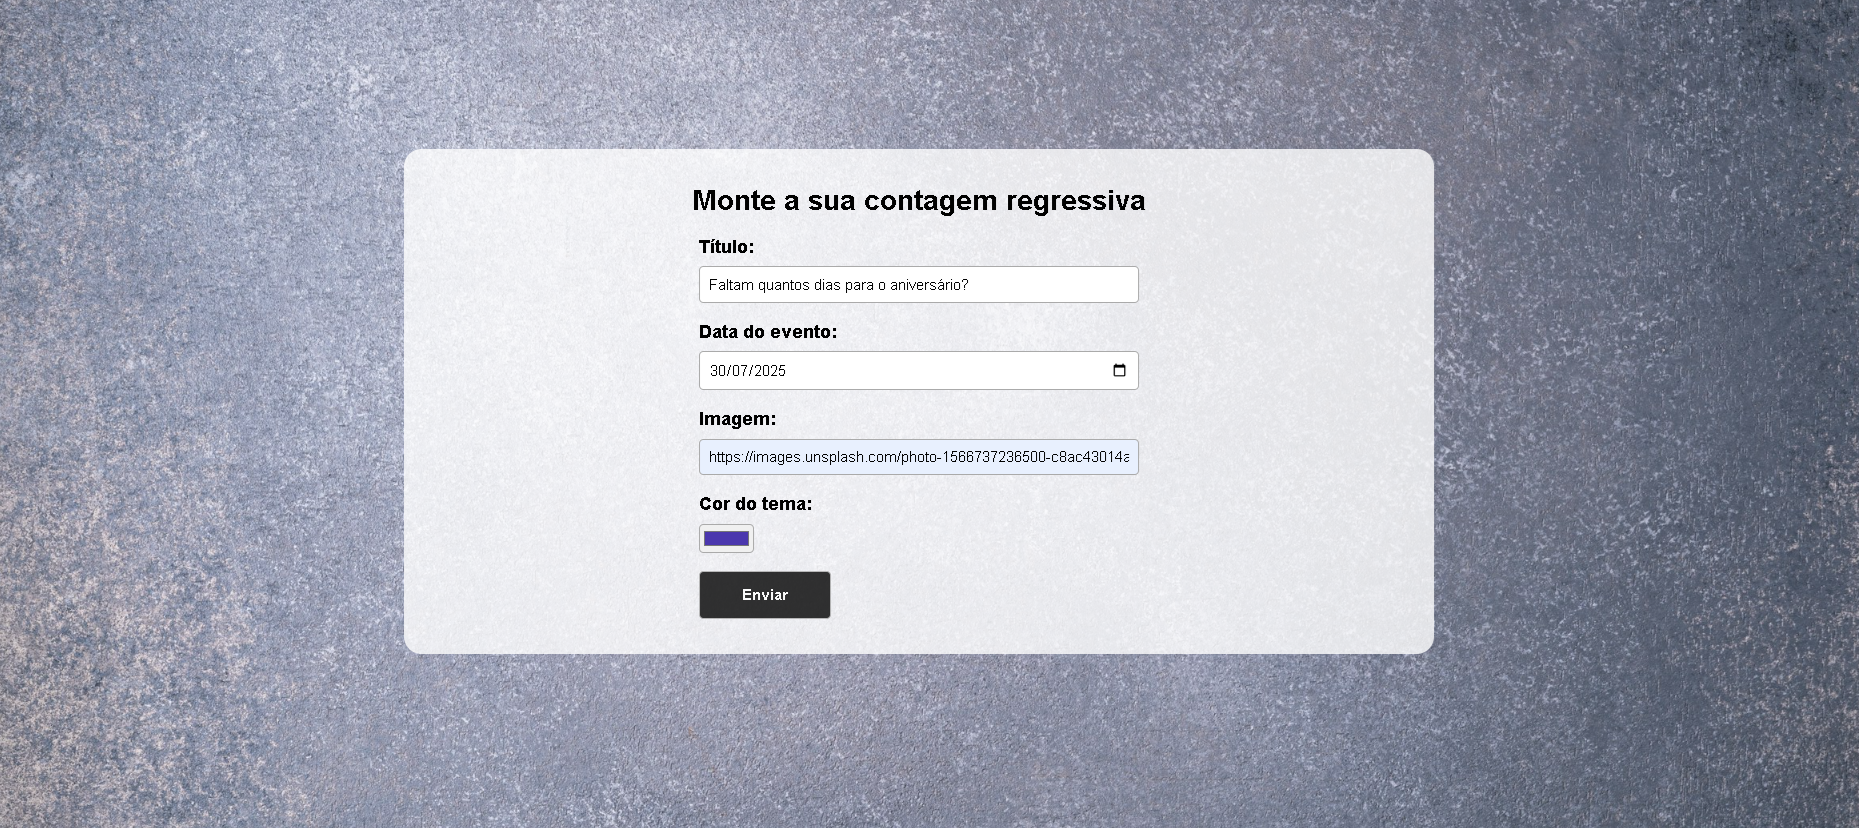 Monte a sua contagem regressiva
Título:
Faltam quantos dias para o aniversário?
Data do evento:
30/07/2025
Imagem:
https://images.unsplash.com/photo-1566737236500-c8ac43014a
Cor do tema:
Enviar